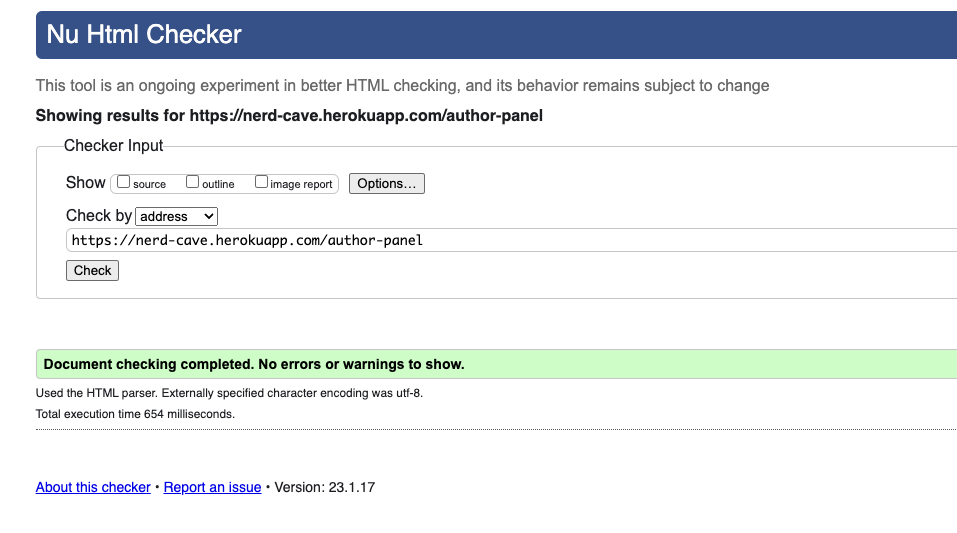 Nu Html Checker
This tool is an ongoing experiment in better HTML checking, and its behavior remains subject to change
Showing results for https://nerd-cave.herokuapp.com/author-panel
Checker Input
Show source outline image report Options...
Check by address
https://nerd-cave.herokuapp.com/author-panel
Check
Document checking completed. No errors or warnings to show.
Used the HTML parser. Externally specified character encoding was utf-8.
Total execution time 654 milliseconds.
About this checker • Report an issue • Version: 23.1.17